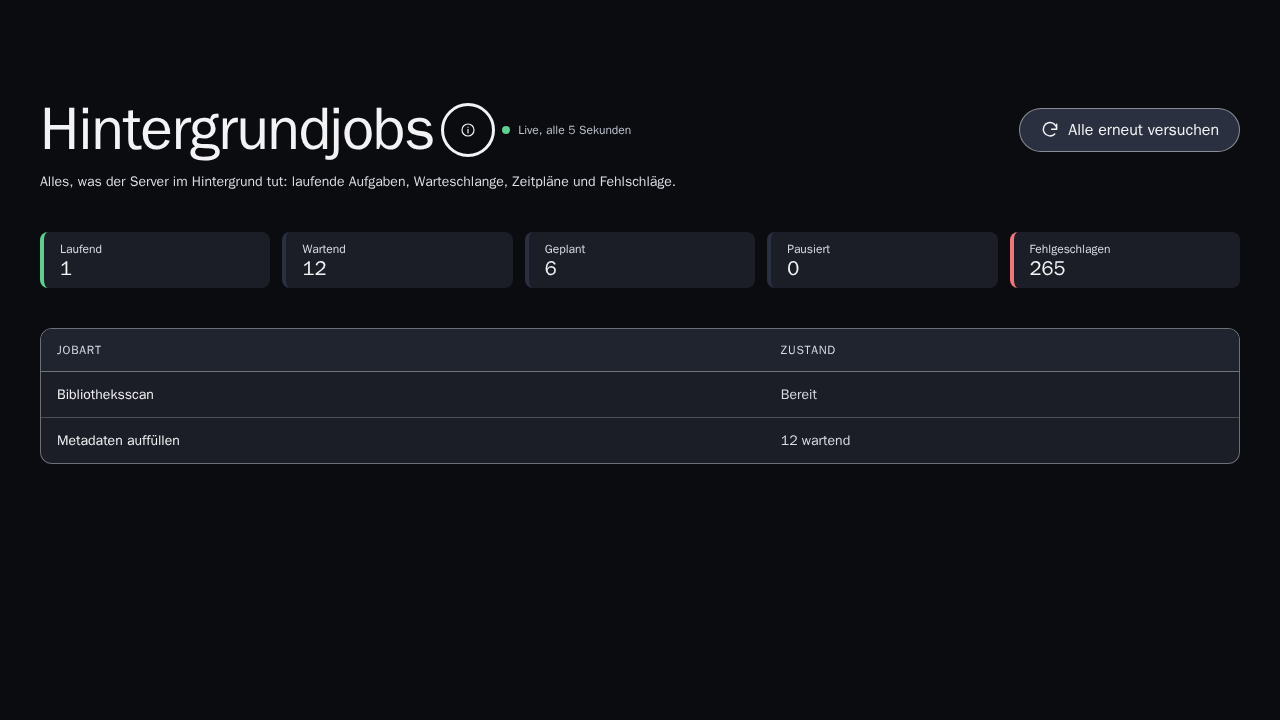 Hintergrundjobs
Live, alle 5 Sekunden
Alle erneut versuchen
Alles, was der Server im Hintergrund tut: laufende Aufgaben, Warteschlange, Zeitpläne und Fehlschläge.
Laufend
1
Wartend
12
Geplant
6
Pausiert
0
Fehlgeschlagen
265
JOBART
ZUSTAND
Bibliotheksscan
Bereit
Metadaten auffüllen
12 wartend